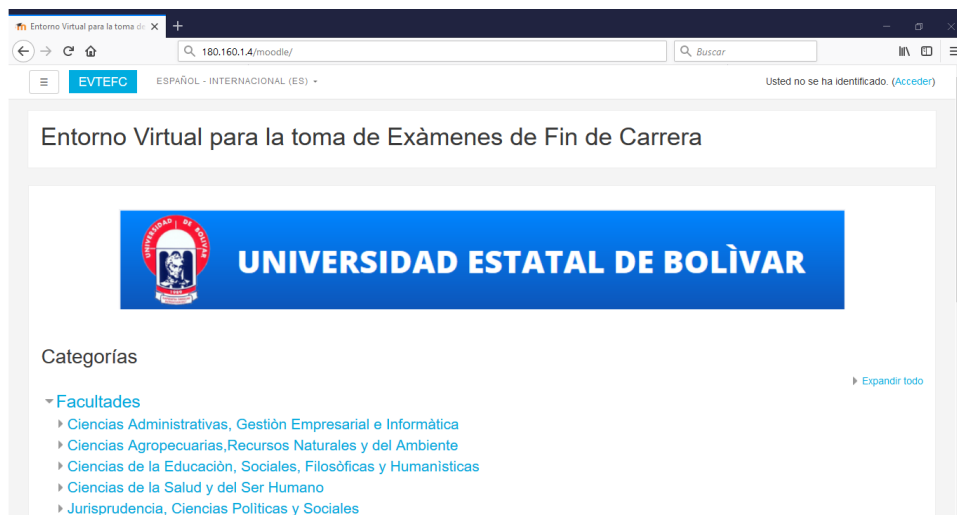 Entorno Virtual para la toma de
180.160.1.4/moodle/
Buscar
EVTEFC
ESPAÑOL - INTERNACIONAL (ES)
Usted no se ha identificado. (Acceder)
Entorno Virtual para la toma de Exàmenes de Fin de Carrera
UNIVERSIDAD DE BOLIVAR
UNIVERSIDAD ESTATAL DE BOLÌVAR
Categorías
Expandir todo
Facultades
Ciencias Administrativas, Gestiòn Empresarial e Informàtica
Ciencias Agropecuarias,Recursos Naturales y del Ambiente
Ciencias de la Educaciòn, Sociales, Filosòficas y Humanìsticas
Ciencias de la Salud y del Ser Humano
Jurisprudencia, Ciencias Polìticas y Sociales